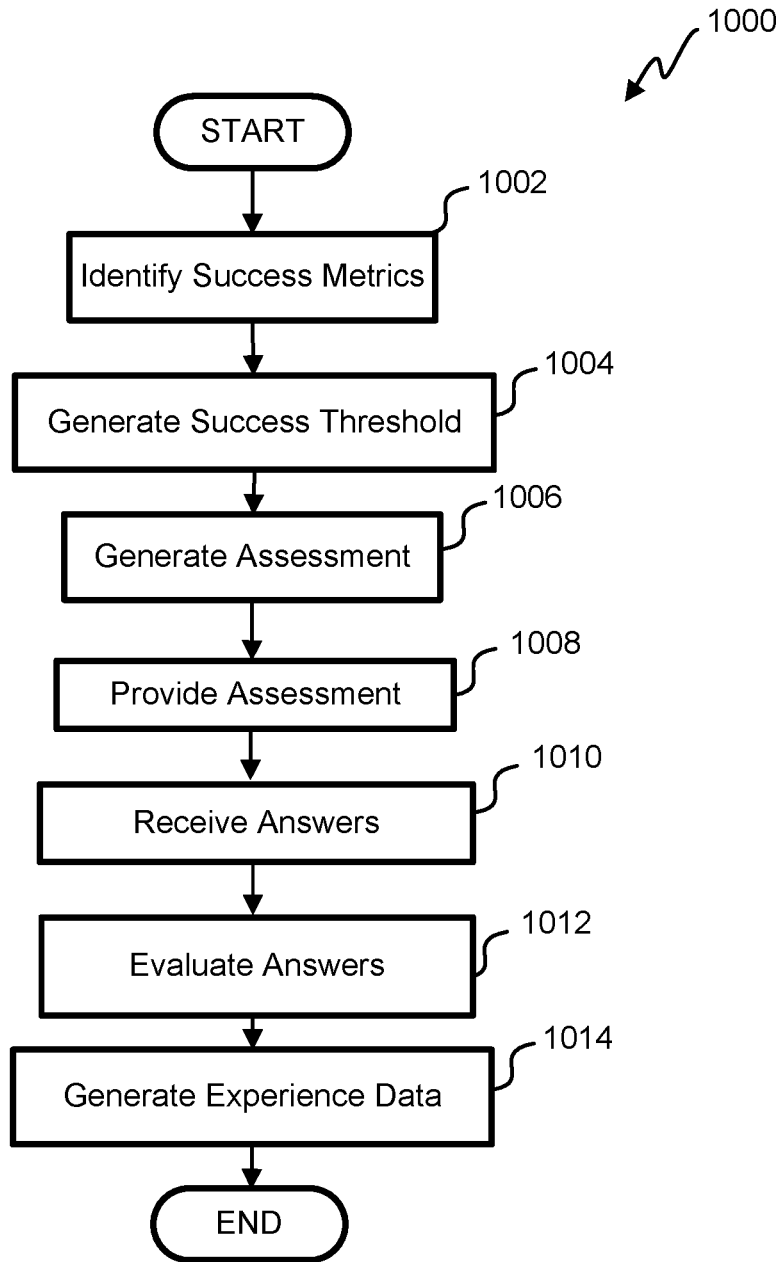 1000
START
1002
Identify Success Metrics
1004
Generate Success Threshold
1006
Generate Assessment
1008
Provide Assessment
1010
Receive Answers
1012
Evaluate Answers
1014
Generate Experience Data
END